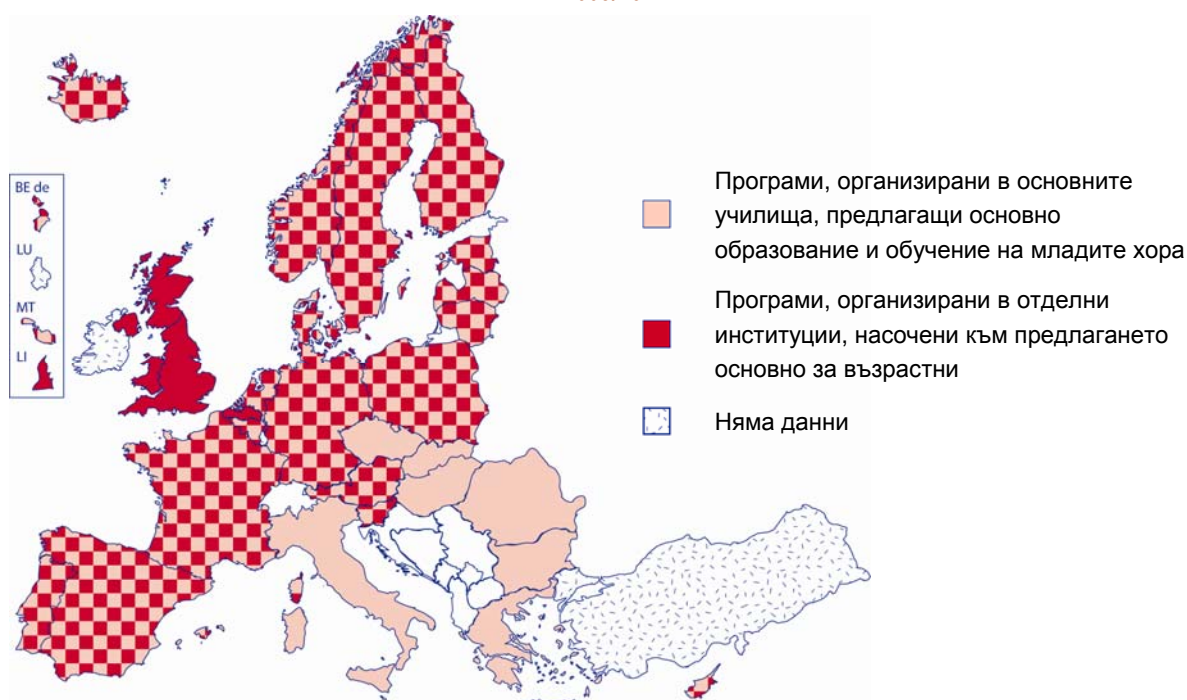 BE de
LU
MT
LI
Програми, организирани в основните
училища, предлагащи основно
образование и обучение на младите хора
Програми, организирани в отделни
институции, насочени към предлагането
основно за възрастни
Няма данни